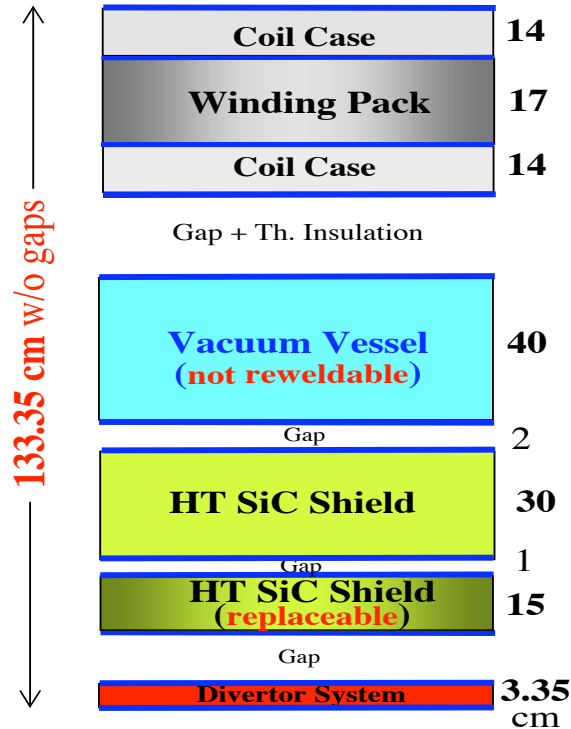 Coil Case 14
Winding Pack 17
Coil Case 14
Gap + Th. Insulation
133.35 cm w/o gaps
Vacuum Vessel 40
(not reweldable)
Gap 2
HT SiC Shield 30
Gap 1
HT SiC Shield 15
(replaceable)
Gap
Divertor System 3.35
cm